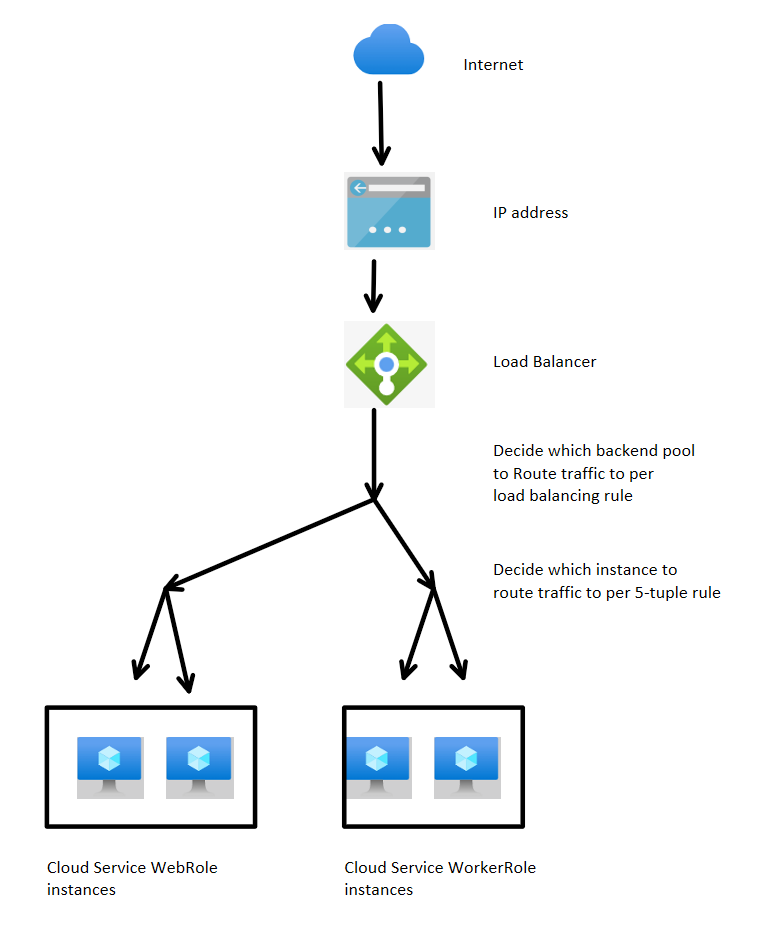 Internet
IP address
Load Balancer
Decide which backend pool
to Route traffic to per
load balancing rule
Decide which instance to
route traffic to per 5-tuple rule
Cloud Service WebRole
instances
Cloud Service WorkerRole
instances